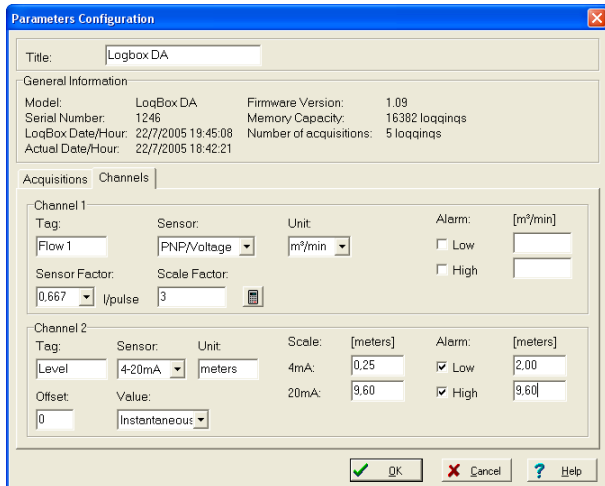 Parameters Configuration
Title: Logbox DA
General Information
Model: LogBox DA Firmware Version: 1.09
Serial Number: 1246 Memory Capacity: 16382 loggings
LogBox Date/Hour: 22/7/2005 19:45:08 Number of acquisitions: 5 loggings
Actual Date/Hour: 22/7/2005 18:42:21
Acquisitions Channels
Channel 1
Tag: Sensor: Unit: Alarm: [m³/min]
Flow 1 PNP/Voltage m³/min Low
Sensor Factor: Scale Factor: High
0,667 l/pulse 3
Channel 2
Tag: Sensor: Unit: Scale: [meters] Alarm: [meters]
Level 4-20mA meters 4mA: 0,25 Low 2,00
Offset: Value: 20mA: 9,60 High 9,60
0 Instantaneous
OK Cancel ? Help